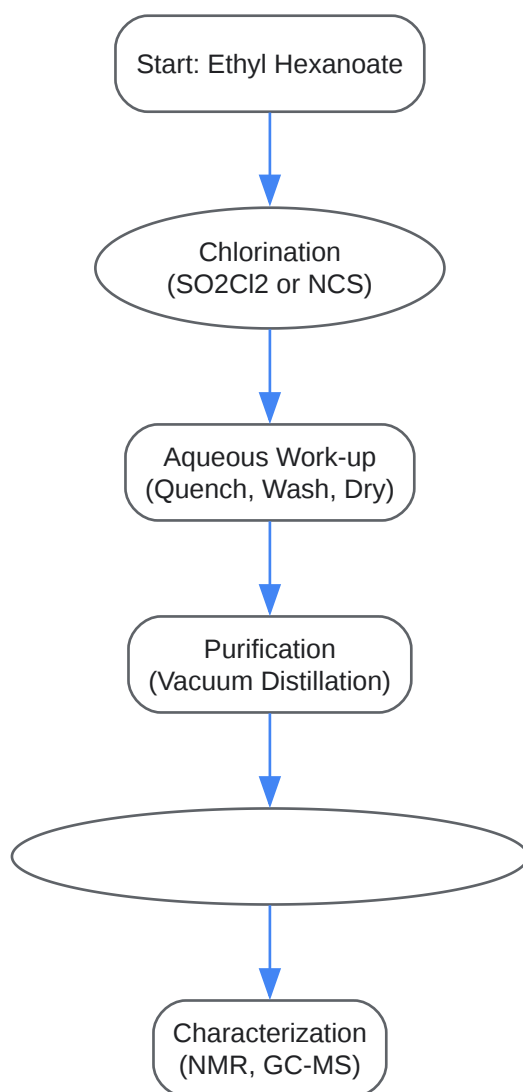 Start: Ethyl Hexanoate
Chlorination
(SO2Cl2 or NCS)
Aqueous Work-up
(Quench, Wash, Dry)
Purification
(Vacuum Distillation)
Characterization
(NMR, GC-MS)